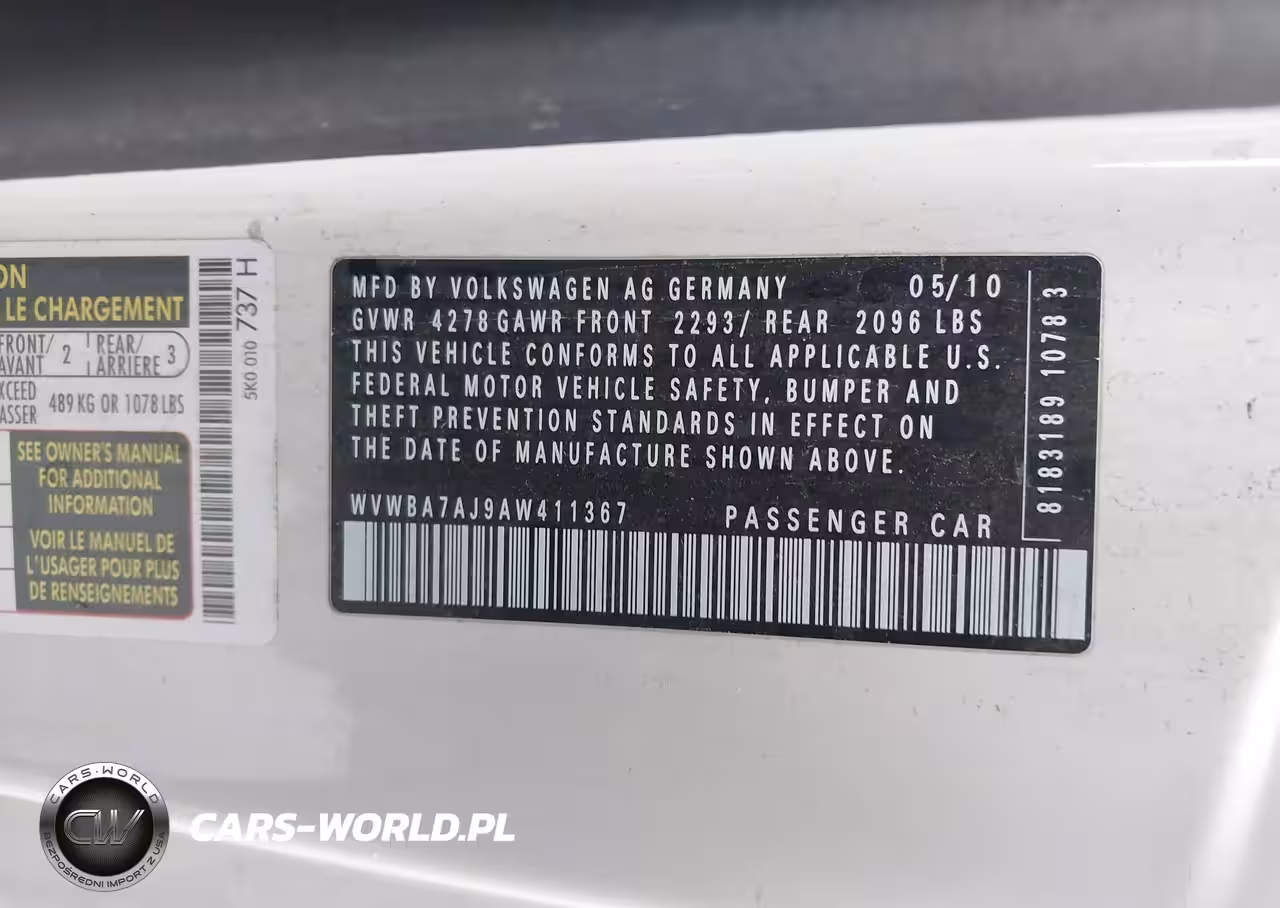 ON
LE CHARGEMENT
FRONT/
AVANT 2
REAR/
ARRIERE 3
489 KG OR 1078 LBS
SEE OWNER'S MANUAL
FOR ADDITIONAL
INFORMATION
VOIR LE MANUEL DE
L'USAGER POUR PLUS
DE RENSEIGNEMENTS
5K0 010 737 H
MFD BY VOLKSWAGEN AG GERMANY 05/10
GVWR 4278 GAWR FRONT 2293/ REAR 2096 LBS
THIS VEHICLE CONFORMS TO ALL APPLICABLE U.S.
FEDERAL MOTOR VEHICLE SAFETY, BUMPER AND
THEFT PREVENTION STANDARDS IN EFFECT ON
THE DATE OF MANUFACTURE SHOWN ABOVE.
WVWBA7AJ9AW411367 PASSENGER CAR
8183189 1078 3
CARS-WORLD
CW
BEZPOŚREDNI IMPORT Z USA
CARS-WORLD.PL